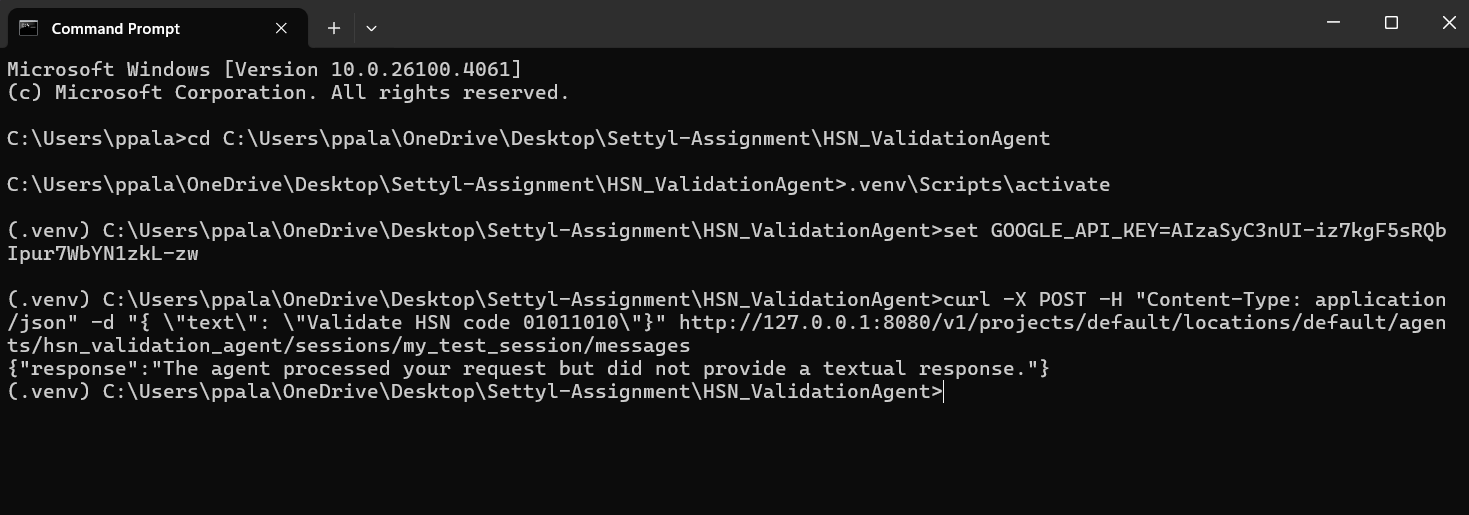 Command Prompt
Microsoft Windows [Version 10.0.26100.4061]
(c) Microsoft Corporation. All rights reserved.
C:\Users\ppala>cd C:\Users\ppala\OneDrive\Desktop\Settyl-Assignment\HSN_ValidationAgent
C:\Users\ppala\OneDrive\Desktop\Settyl-Assignment\HSN_ValidationAgent>.venv\Scripts\activate
(.venv) C:\Users\ppala\OneDrive\Desktop\Settyl-Assignment\HSN_ValidationAgent>set GOOGLE_API_KEY=AIzaSyC3nUI-iz7kgF5sRQb
Ipur7WbYN1zkL-zw
(.venv) C:\Users\ppala\OneDrive\Desktop\Settyl-Assignment\HSN_ValidationAgent>curl -X POST -H "Content-Type: application
/json" -d "{ \"text\": \"Validate HSN code 01011010\"}" http://127.0.0.1:8080/v1/projects/default/locations/default/agen
ts/hsn_validation_agent/sessions/my_test_session/messages
{"response":"The agent processed your request but did not provide a textual response."}
(.venv) C:\Users\ppala\OneDrive\Desktop\Settyl-Assignment\HSN_ValidationAgent>